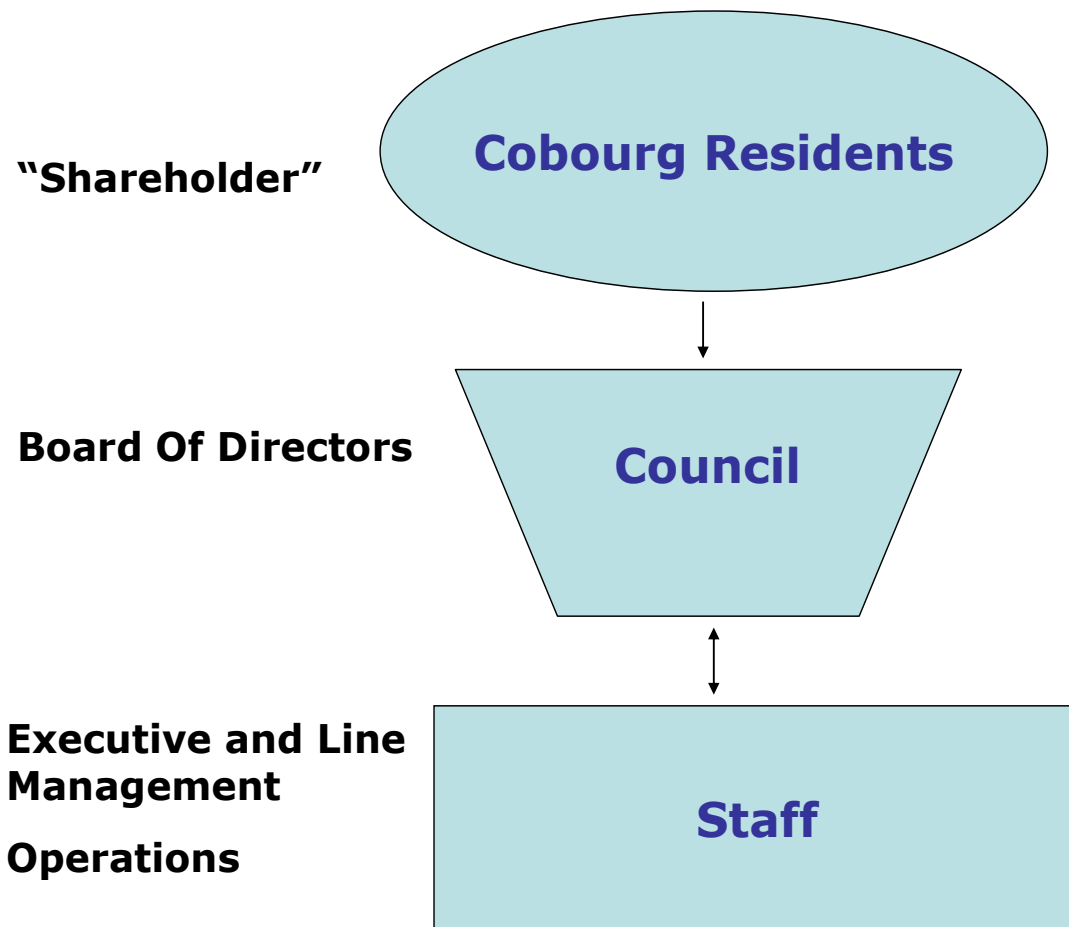 “Shareholder”
Cobourg Residents
Board Of Directors
Council
Executive and Line
Management
Operations
Staff